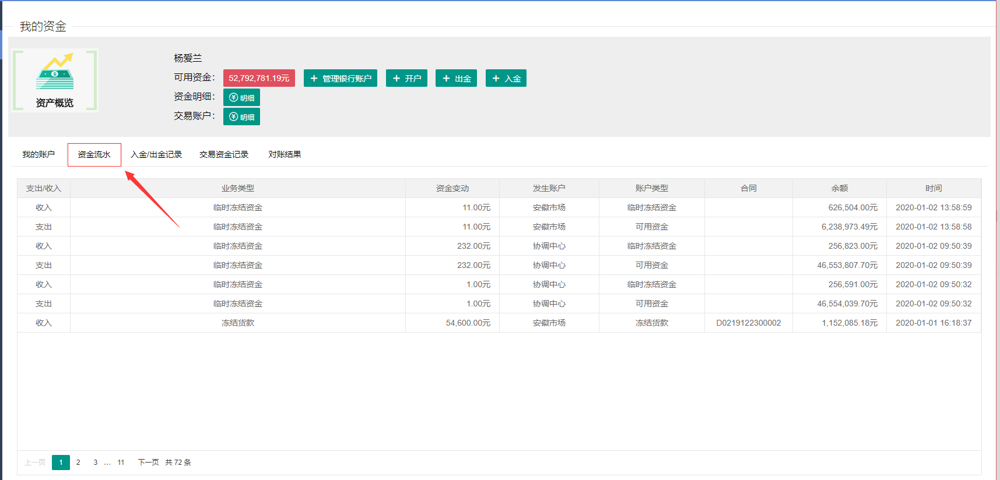 我的资金
资产概览
杨爱兰
可用资金： 52,792,781.19元 + 管理银行账户 + 开户 + 出金 + 入金
资金明细： 明细
交易账户： 明细
我的账户 资金流水 入金/出金记录 交易资金记录 对账结果
支出/收入 业务类型 资金变动 发生账户 账户类型 合同 余额 时间
收入 临时冻结资金 11.00元 安徽市场 临时冻结资金 626,504.00元 2020-01-02 13:58:59
支出 临时冻结资金 11.00元 安徽市场 可用资金 6,238,973.49元 2020-01-02 13:58:58
收入 临时冻结资金 232.00元 协调中心 临时冻结资金 256,823.00元 2020-01-02 09:50:39
支出 临时冻结资金 232.00元 协调中心 可用资金 46,553,807.70元 2020-01-02 09:50:39
收入 临时冻结资金 1.00元 协调中心 临时冻结资金 256,591.00元 2020-01-02 09:50:32
支出 临时冻结资金 1.00元 协调中心 可用资金 46,554,039.70元 2020-01-02 09:50:32
收入 冻结货款 54,600.00元 安徽市场 冻结货款 D0219122300002 1,152,085.18元 2020-01-01 16:18:37
上一页 1 2 3 … 11 下一页 共 72 条